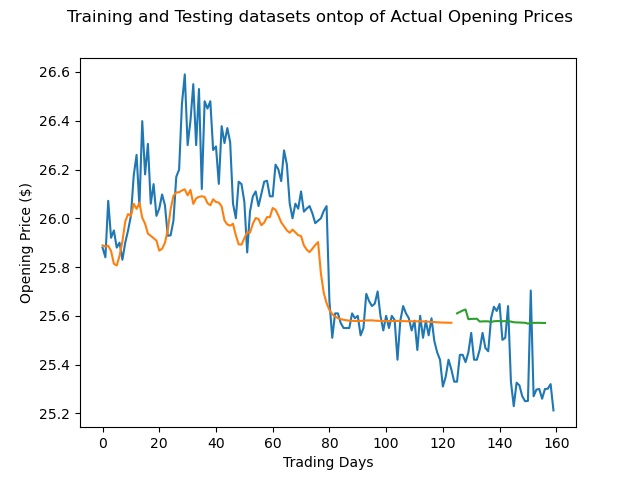 Training and Testing datasets ontop of Actual Opening Prices
26.6
26.4
26.2
26.0
25.8
25.6
25.4
25.2
Opening Price ($)
0 20 40 60 80 100 120 140 160
Trading Days